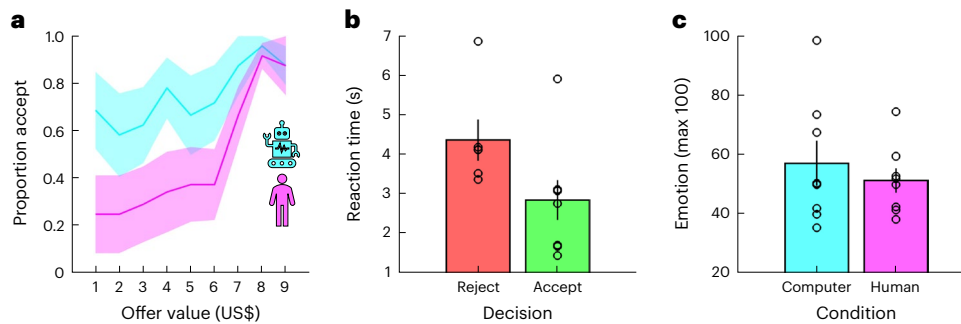 a
Proportion accept
1.0
0.8
0.6
0.4
0.2
0
1 2 3 4 5 6 7 8 9
Offer value (US$)
b
Reaction time (s)
7
6
5
4
3
2
1
Reject Accept
Decision
c
Emotion (max 100)
100
80
60
40
20
Computer Human
Condition